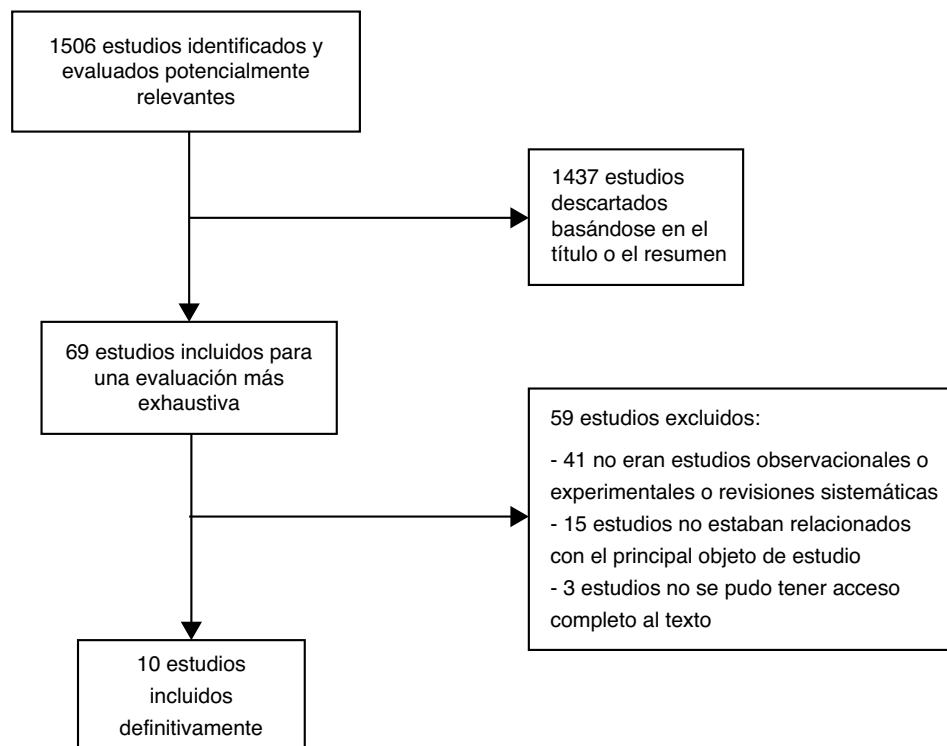 1506 estudios identificados y
evaluados potencialmente
relevantes
1437 estudios
descartados
basándose en el
título o el resumen
69 estudios incluidos para
una evaluación más
exhaustiva
59 estudios excluidos:
- 41 no eran estudios observacionales o
experimentales o revisiones sistemáticas
- 15 estudios no estaban relacionados
con el principal objeto de estudio
- 3 estudios no se pudo tener acceso
completo al texto
10 estudios
incluidos
definitivamente